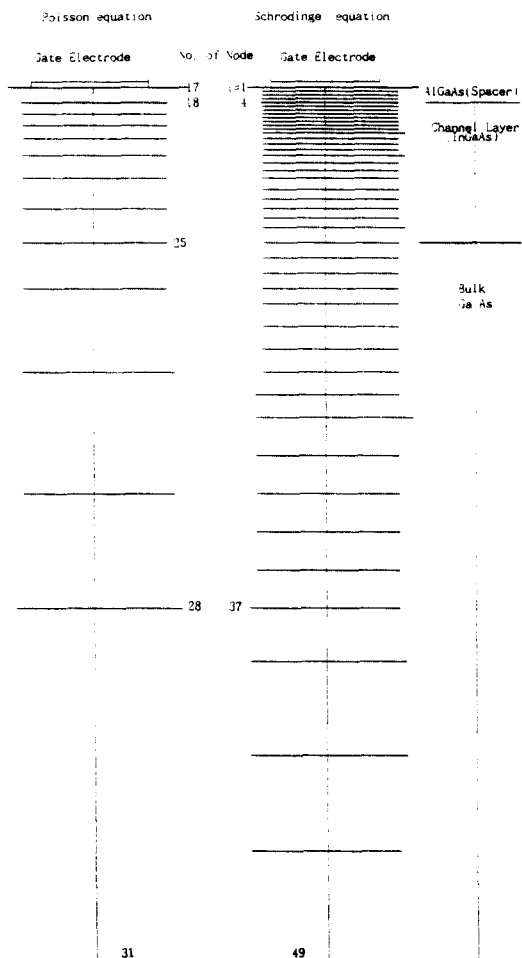 Poisson equation Schrodinge equation
Gate Electrode No. of Node Gate Electrode
17 AlGaAs(Spacer)
18 4
Channel Layer
(InGaAs)
25
Bulk
Ga As
28 37
31 49